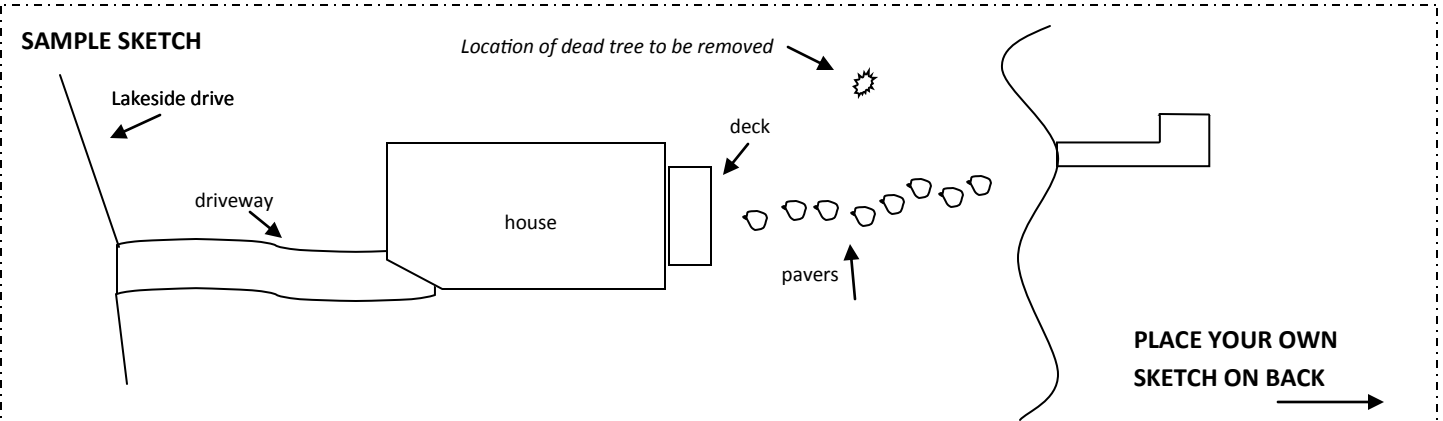 SAMPLE SKETCH
Location of dead tree to be removed
Lakeside drive
deck
driveway
house
pavers
PLACE YOUR OWN
SKETCH ON BACK